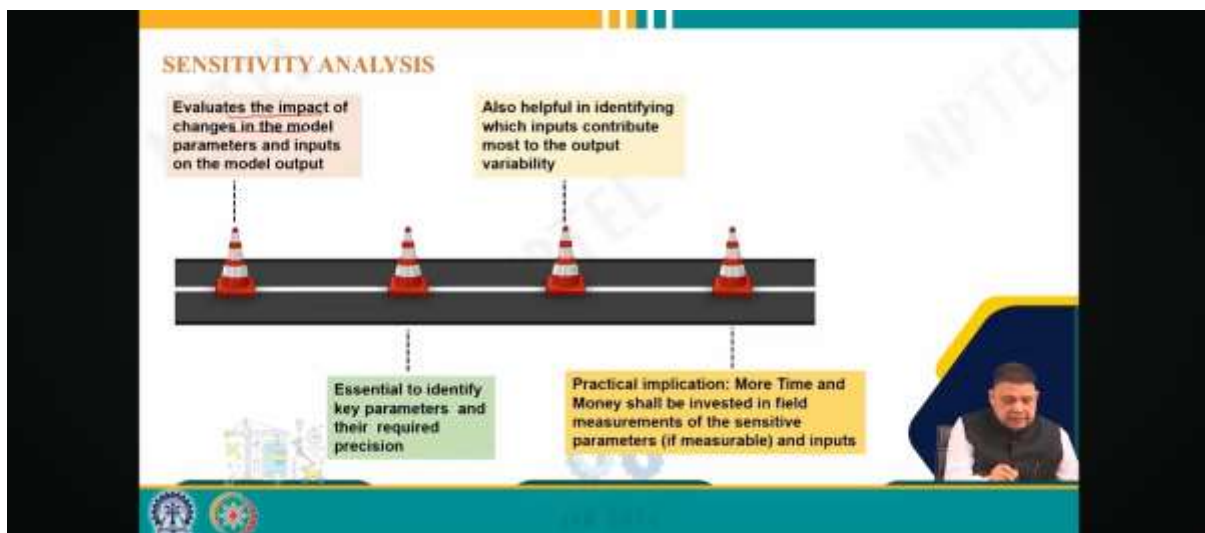 NPTEL
SENSITIVITY ANALYSIS
Evaluates the impact of
changes in the model
parameters and inputs
on the model output
Also helpful in identifying
which inputs contribute
most to the output
variability
Essential to identify
key parameters and
their required
precision
Practical implication: More Time and
Money shall be invested in field
measurements of the sensitive
parameters (if measurable) and inputs